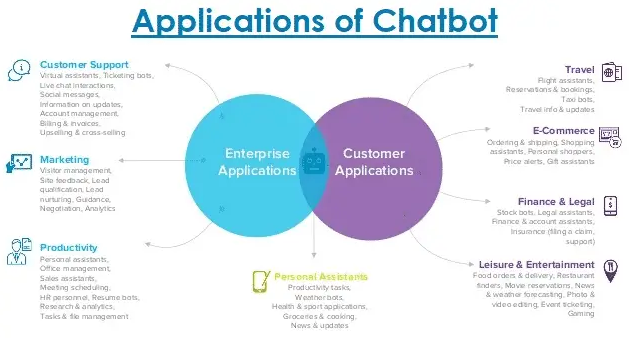 Applications of Chatbot
Customer Support
Virtual assistants, Ticketing bots,
Live chat interactions,
Social messages,
Information on updates,
Account management,
Billing & invoices,
Upselling & cross-selling
Marketing
Visitor management,
Site feedback, Lead
qualification, Lead
nurturing, Guidance,
Negotiation, Analytics
Productivity
Personal assistants,
Office management,
Sales assistants,
Meeting scheduling,
HR personnel, Resume bots,
Research & analytics,
Tasks & file management
Enterprise
Applications
Customer
Applications
Personal Assistants
Productivity tasks,
Weather bots,
Health & sport applications,
Groceries & cooking,
News & updates
Travel
Flight assistants,
Reservations & bookings,
Taxi bots,
Travel info & updates
E-Commerce
Ordering & shipping, Shopping
assistants, Personal shoppers,
Price alerts, Gift assistants
Finance & Legal
Stock bots, Legal assistants,
Finance & account assistants,
Insurance (filing a claim,
support)
Leisure & Entertainment
Food orders & delivery, Restaurant
finders, Movie reservations, News
& weather forecasting, Photo &
video editing, Event ticketing,
Gaming